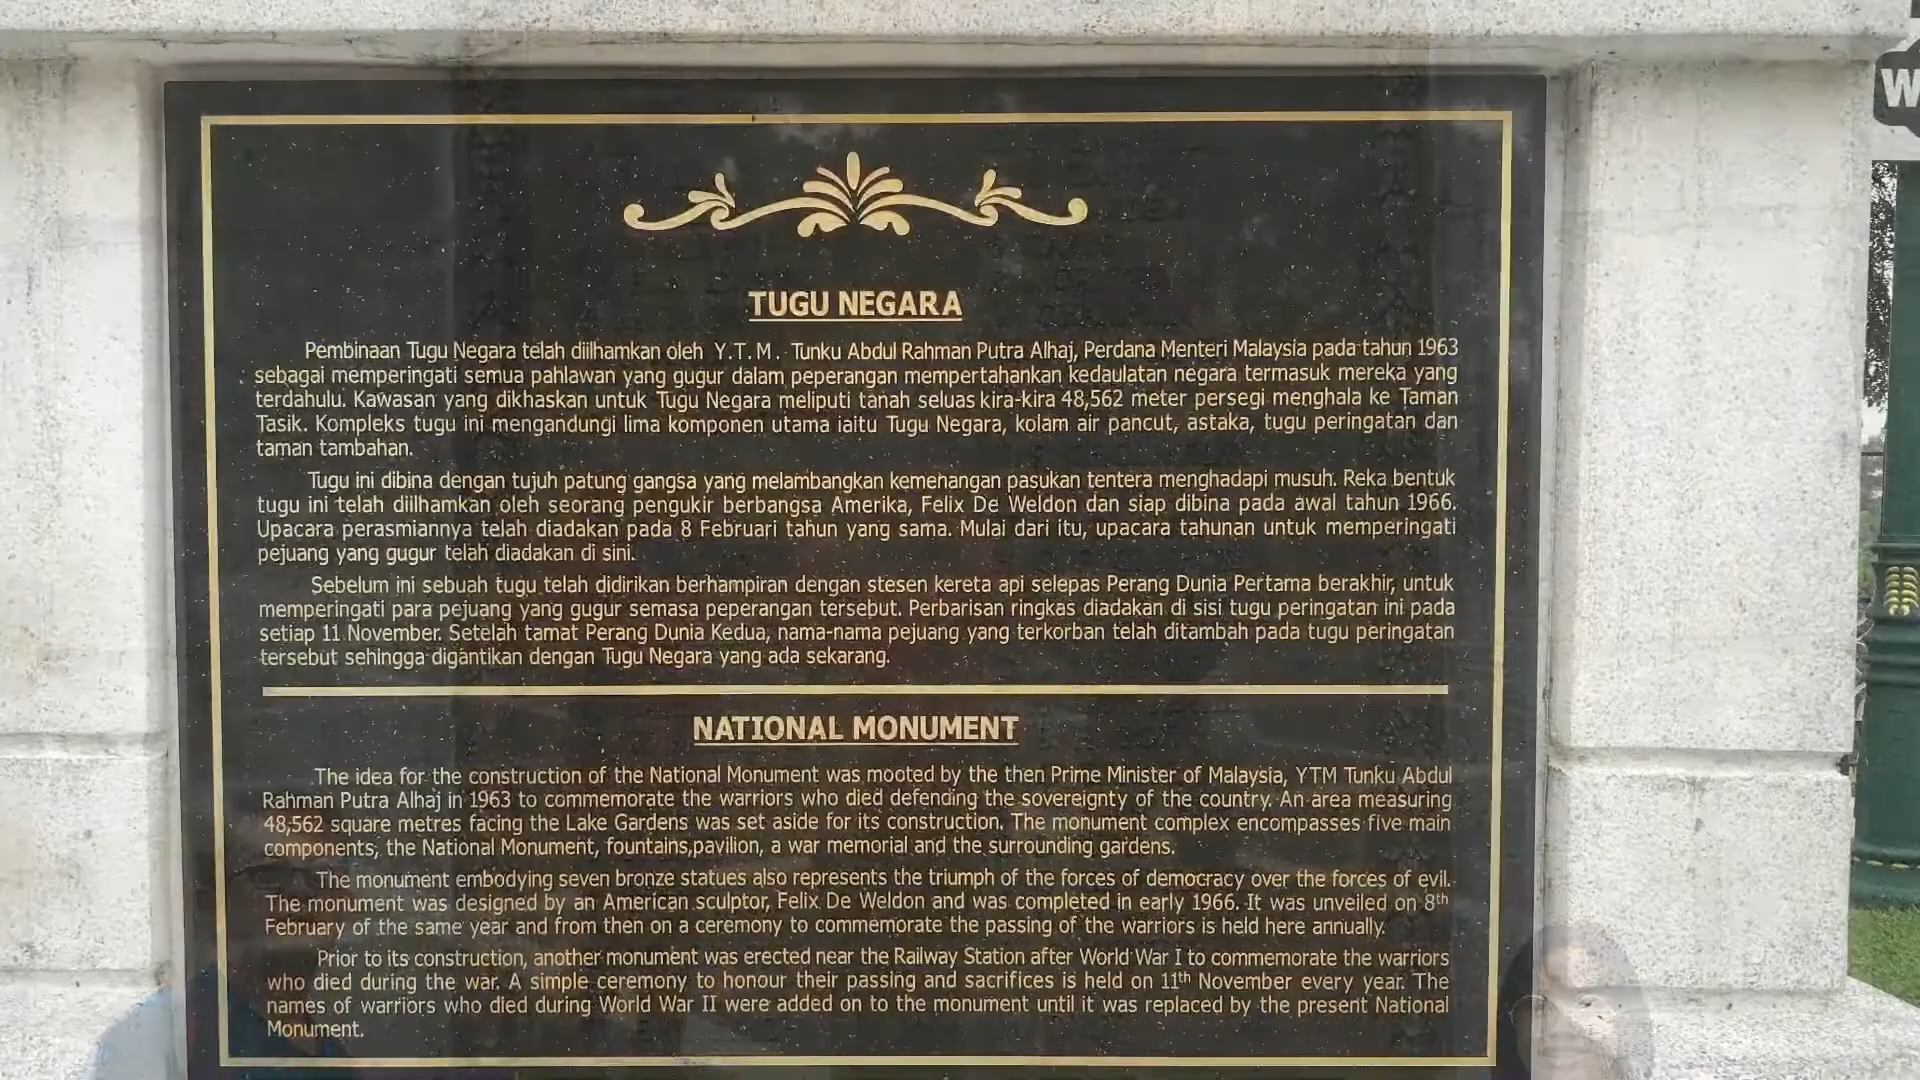 TUGU NEGARA
Pembinaan Tugu Negara telah diilhamkan oleh Y.T.M. Tunku Abdul Rahman Putra Alhaj, Perdana Menteri Malaysia pada tahun 1963
sebagai memperingati semua pahlawan yang gugur dalam peperangan mempertahankan kedaulatan negara termasuk mereka yang
terdahulu. Kawasan yang dikhaskan untuk Tugu Negara meliputi tanah seluas kira-kira 48,562 meter persegi menghala ke Taman
Tasik. Kompleks tugu ini mengandungi lima komponen utama iaitu Tugu Negara, kolam air pancut, astaka, tugu peringatan dan
taman tambahan.
Tugu ini dibina dengan tujuh patung gangsa yang melambangkan kemehangan pasukan tentera menghadapi musuh. Reka bentuk
tugu ini telah diilhamkan oleh seorang pengukir berbangsa Amerika, Felix De Weldon dan siap dibina pada awal tahun 1966.
Upacara perasmiannya telah diadakan pada 8 Februari tahun yang sama. Mulai dari itu, upacara tahunan untuk memperingati
pejuang yang gugur telah diadakan di sini.
Sebelum ini sebuah tugu telah didirikan berhampiran dengan stesen kereta api selepas Perang Dunia Pertama berakhir, untuk
memperingati para pejuang yang gugur semasa peperangan tersebut. Perbarisan ringkas diadakan di sisi tugu peringatan ini pada
setiap 11 November. Setelah tamat Perang Dunia Kedua, nama-nama pejuang yang terkorban telah ditambah pada tugu peringatan
tersebut sehingga digantikan dengan Tugu Negara yang ada sekarang.
NATIONAL MONUMENT
The idea for the construction of the National Monument was mooted by the then Prime Minister of Malaysia, YTM Tunku Abdul
Rahman Putra Alhaj in 1963 to commemorate the warriors who died defending the sovereignty of the country. An area measuring
48,562 square metres facing the Lake Gardens was set aside for its construction. The monument complex encompasses five main
components; the National Monument, fountains,pavilion, a war memorial and the surrounding gardens.
The monument embodying seven bronze statues also represents the triumph of the forces of democracy over the forces of evil.
The monument was designed by an American sculptor, Felix De Weldon and was completed in early 1966. It was unveiled on 8th
February of the same year and from then on a ceremony to commemorate the passing of the warriors is held here annually.
Prior to its construction, another monument was erected near the Railway Station after World War I to commemorate the warriors
who died during the war. A simple ceremony to honour their passing and sacrifices is held on 11th November every year. The
names of warriors who died during World War II were added on to the monument until it was replaced by the present National
Monument.